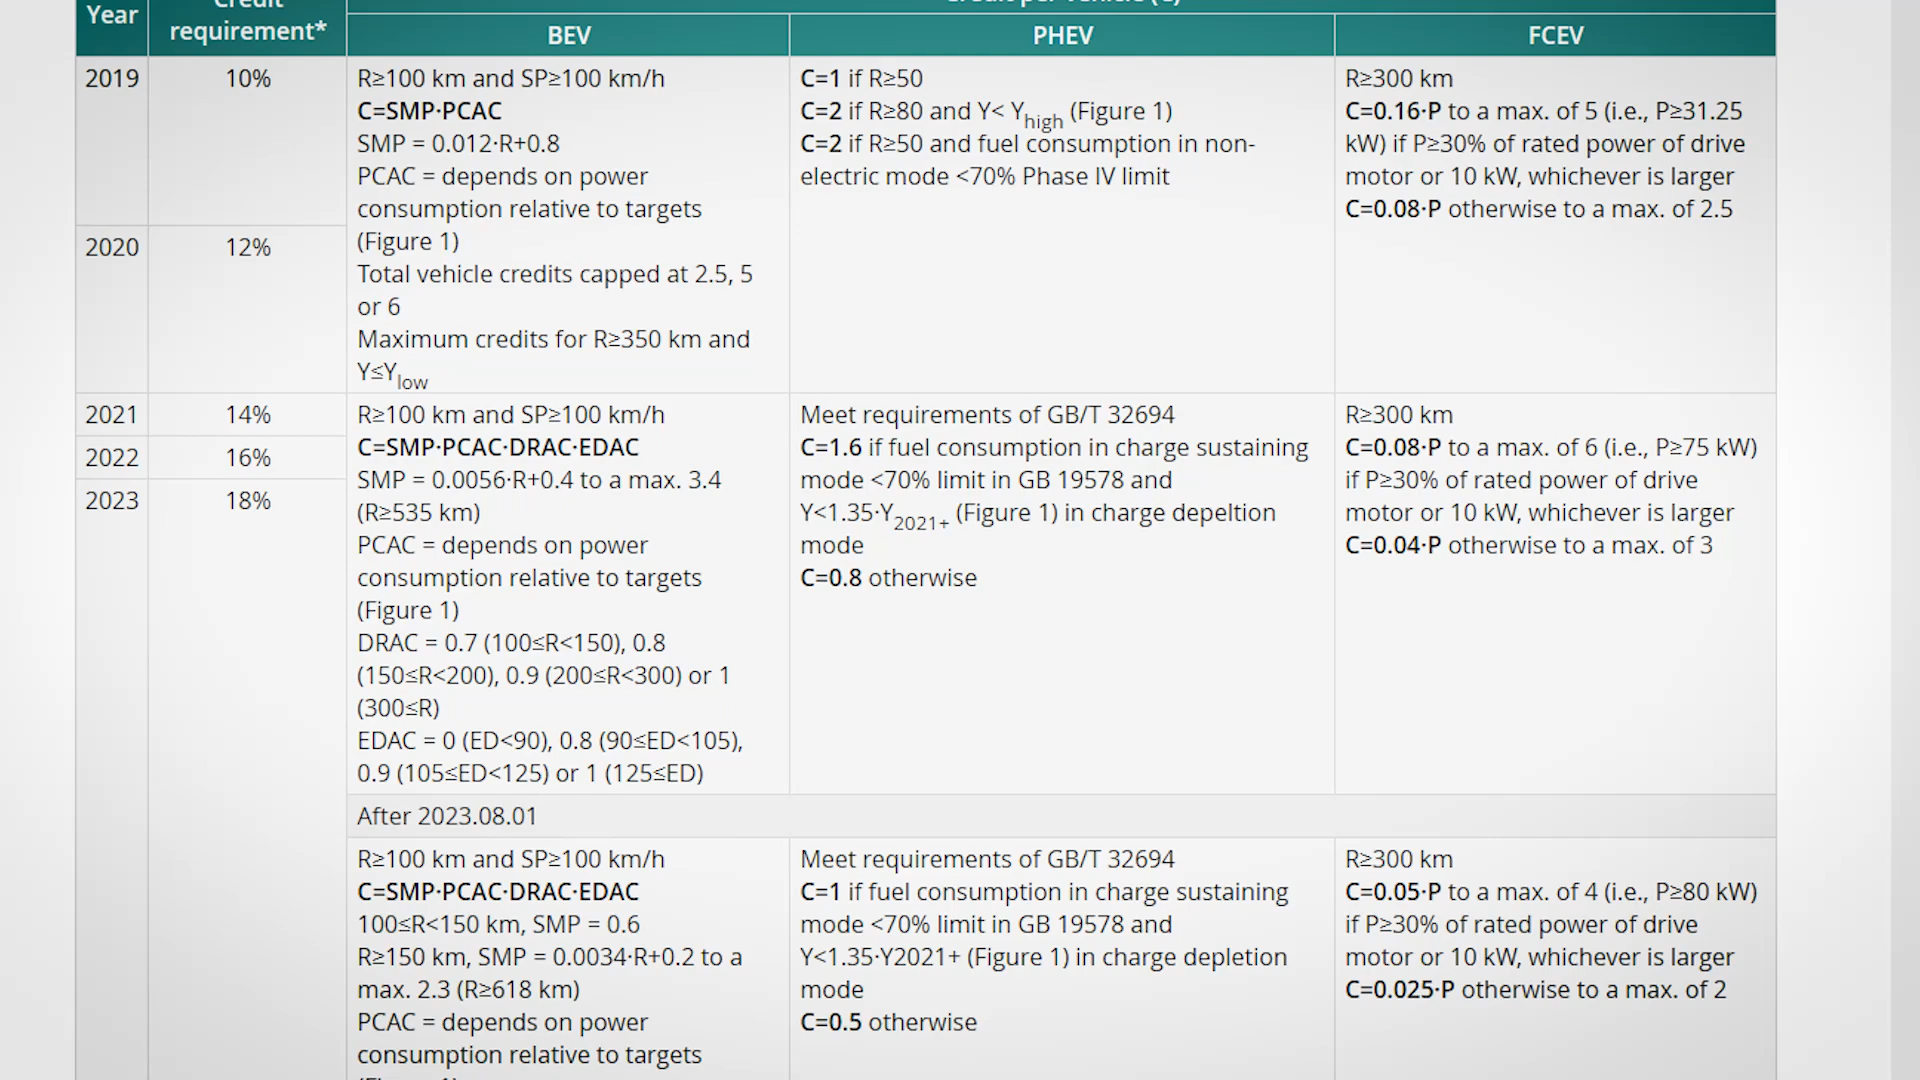 Year
Credit
requirement*
Credit per vehicle (C)
BEV
PHEV
FCEV
2019
10%
R≥100 km and SP≥100 km/h
C=SMP·PCAC
SMP = 0.012·R+0.8
PCAC = depends on power
consumption relative to targets
(Figure 1)
Total vehicle credits capped at 2.5, 5
or 6
Maximum credits for R≥350 km and
Y≤Ylow
C=1 if R≥50
C=2 if R≥80 and Y< Yhigh (Figure 1)
C=2 if R≥50 and fuel consumption in non-
electric mode <70% Phase IV limit
R≥300 km
C=0.16·P to a max. of 5 (i.e., P≥31.25
kW) if P≥30% of rated power of drive
motor or 10 kW, whichever is larger
C=0.08·P otherwise to a max. of 2.5
2020
12%
2021
14%
R≥100 km and SP≥100 km/h
C=SMP·PCAC·DRAC·EDAC
SMP = 0.0056·R+0.4 to a max. 3.4
(R≥535 km)
PCAC = depends on power
consumption relative to targets
(Figure 1)
DRAC = 0.7 (100≤R<150), 0.8
(150≤R<200), 0.9 (200≤R<300) or 1
(300≤R)
EDAC = 0 (ED<90), 0.8 (90≤ED<105),
0.9 (105≤ED<125) or 1 (125≤ED)
Meet requirements of GB/T 32694
C=1.6 if fuel consumption in charge sustaining
mode <70% limit in GB 19578 and
Y<1.35·Y2021+ (Figure 1) in charge depeltion
mode
C=0.8 otherwise
R≥300 km
C=0.08·P to a max. of 6 (i.e., P≥75 kW)
if P≥30% of rated power of drive
motor or 10 kW, whichever is larger
C=0.04·P otherwise to a max. of 3
2022
16%
2023
18%
After 2023.08.01
R≥100 km and SP≥100 km/h
C=SMP·PCAC·DRAC·EDAC
100≤R<150 km, SMP = 0.6
R≥150 km, SMP = 0.0034·R+0.2 to a
max. 2.3 (R≥618 km)
PCAC = depends on power
consumption relative to targets
(Figure 1)
Meet requirements of GB/T 32694
C=1 if fuel consumption in charge sustaining
mode <70% limit in GB 19578 and
Y<1.35·Y2021+ (Figure 1) in charge depletion
mode
C=0.5 otherwise
R≥300 km
C=0.05·P to a max. of 4 (i.e., P≥80 kW)
if P≥30% of rated power of drive
motor or 10 kW, whichever is larger
C=0.025·P otherwise to a max. of 2